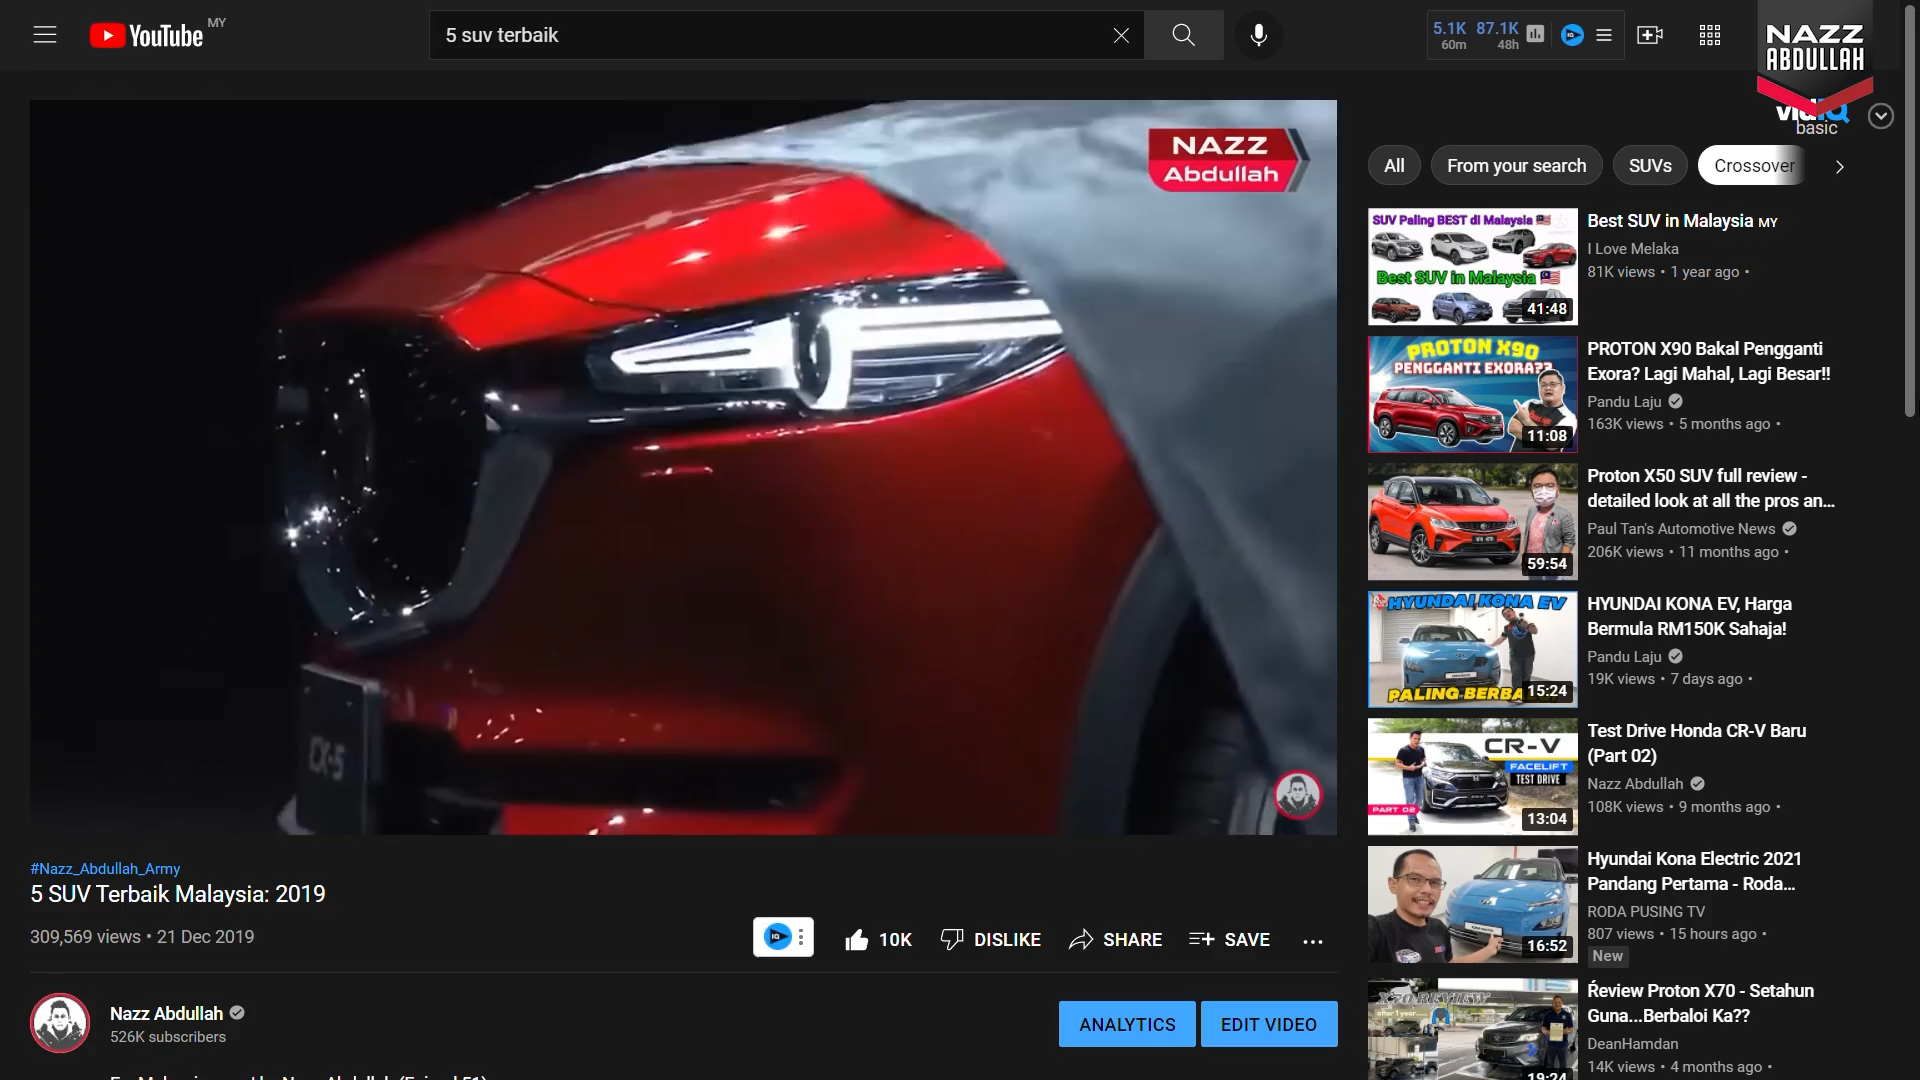 YouTube MY
5 suv terbaik
5.1K 87.1K
60m 48h
NAZZ
ABDULLAH
vidIQ
basic
NAZZ
Abdullah
CX-5
#Nazz_Abdullah_Army
5 SUV Terbaik Malaysia: 2019
309,569 views • 21 Dec 2019
10K DISLIKE SHARE SAVE
Nazz Abdullah
526K subscribers
ANALYTICS EDIT VIDEO
All From your search SUVs Crossover
SUV Paling BEST di Malaysia
Best SUV in Malaysia
41:48
Best SUV in Malaysia MY
I Love Melaka
81K views • 1 year ago •
PROTON X90
PENGGANTI EXORA??
11:08
PROTON X90 Bakal Pengganti
Exora? Lagi Mahal, Lagi Besar!!
Pandu Laju
163K views • 5 months ago •
59:54
Proton X50 SUV full review -
detailed look at all the pros an...
Paul Tan's Automotive News
206K views • 11 months ago •
HYUNDAI KONA EV
PALING BERBA
15:24
HYUNDAI KONA EV, Harga
Bermula RM150K Sahaja!
Pandu Laju
19K views • 7 days ago •
CR-V
FACELIFT
TEST DRIVE
PART 02
13:04
Test Drive Honda CR-V Baru
(Part 02)
Nazz Abdullah
108K views • 9 months ago •
16:52
Hyundai Kona Electric 2021
Pandang Pertama - Roda...
RODA PUSING TV
807 views • 15 hours ago •
New
X70 REVIEW
after 1 year.....
19:24
Ŕeview Proton X70 - Setahun
Guna...Berbaloi Ka??
DeanHamdan
14K views • 4 months ago •